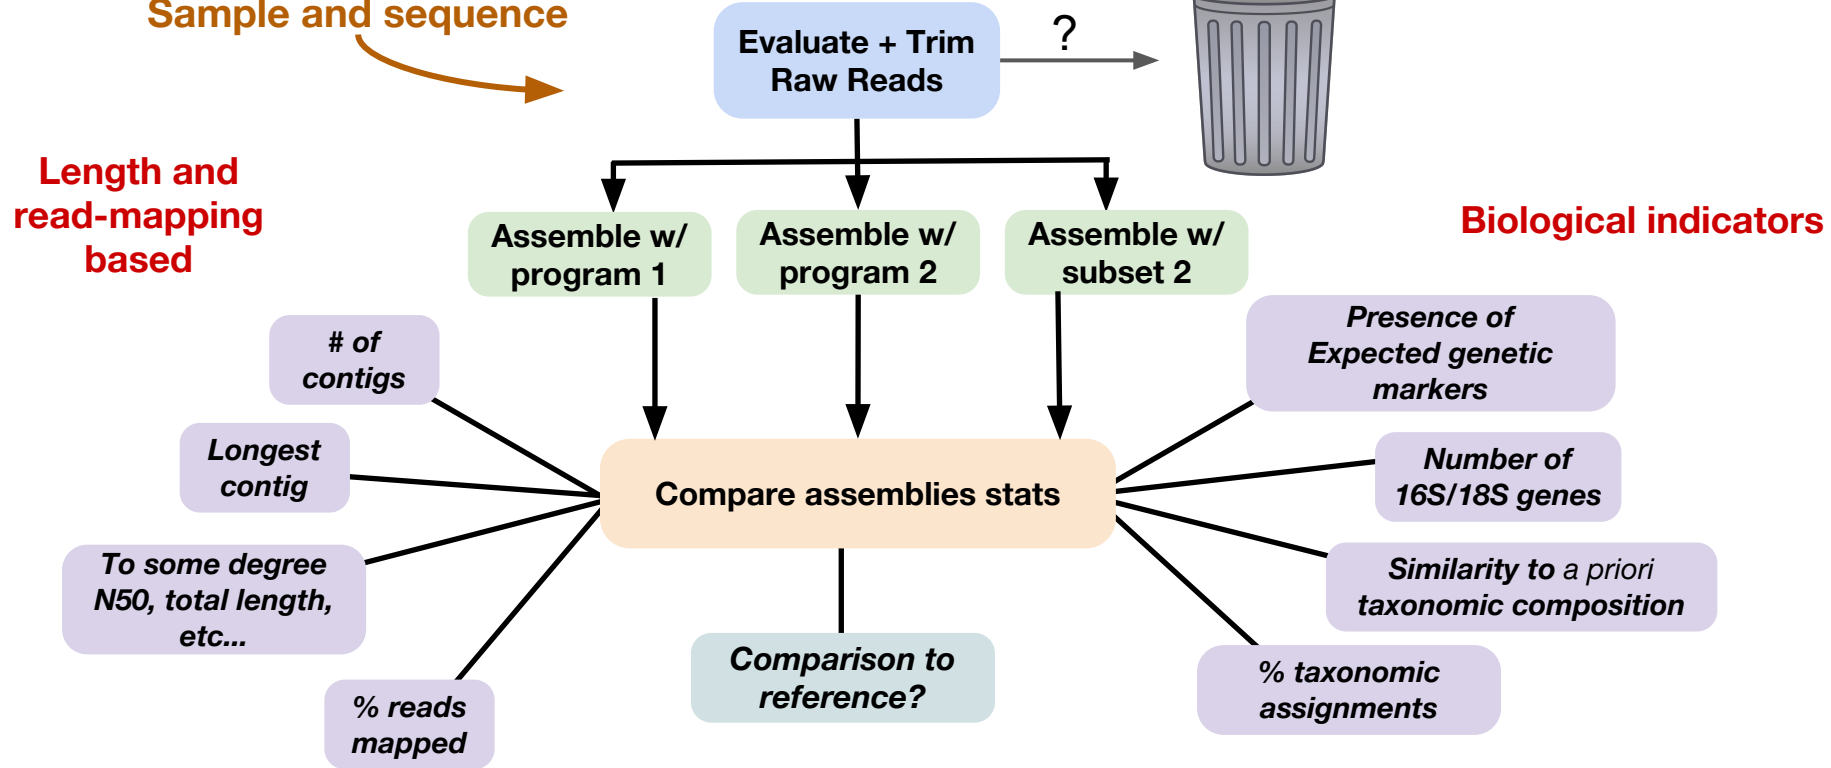 Sample and sequence
Evaluate + Trim
Raw Reads
?
Length and
read-mapping
based
Biological indicators
Assemble w/
program 1
Assemble w/
program 2
Assemble w/
subset 2
# of
contigs
Longest
contig
To some degree
N50, total length,
etc...
% reads
mapped
Compare assemblies stats
Comparison to
reference?
Presence of
Expected genetic
markers
Number of
16S/18S genes
Similarity to a priori
taxonomic composition
% taxonomic
assignments